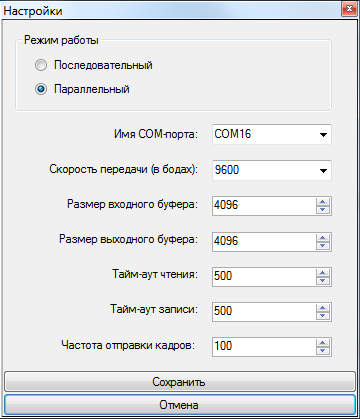 Настройки
Режим работы
Последовательный
Параллельный
Имя COM-порта: COM16
Скорость передачи (в бодах): 9600
Размер входного буфера: 4096
Размер выходного буфера: 4096
Тайм-аут чтения: 500
Тайм-аут записи: 500
Частота отправки кадров: 100
Сохранить
Отмена